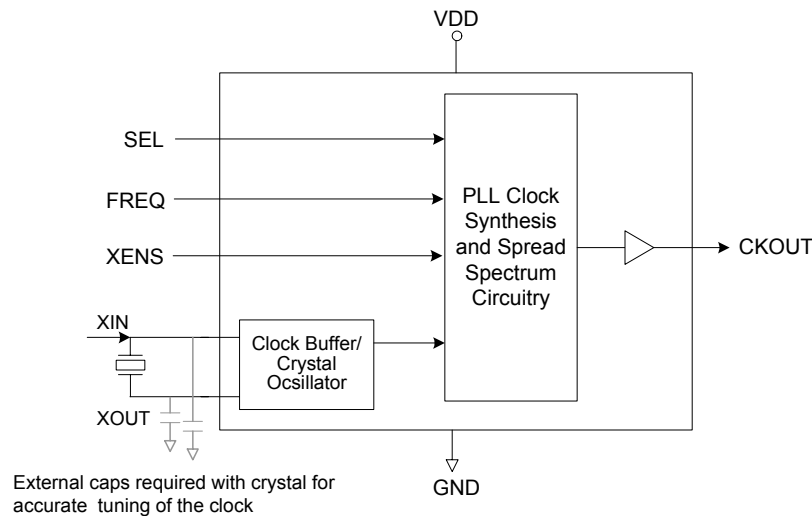 VDD
SEL
FREQ
XENS
PLL Clock
Synthesis
and Spread
Spectrum
Circuitry
CKOUT
XIN
Clock Buffer/
Crystal
Ocsillator
XOUT
GND
External caps required with crystal for
accurate tuning of the clock